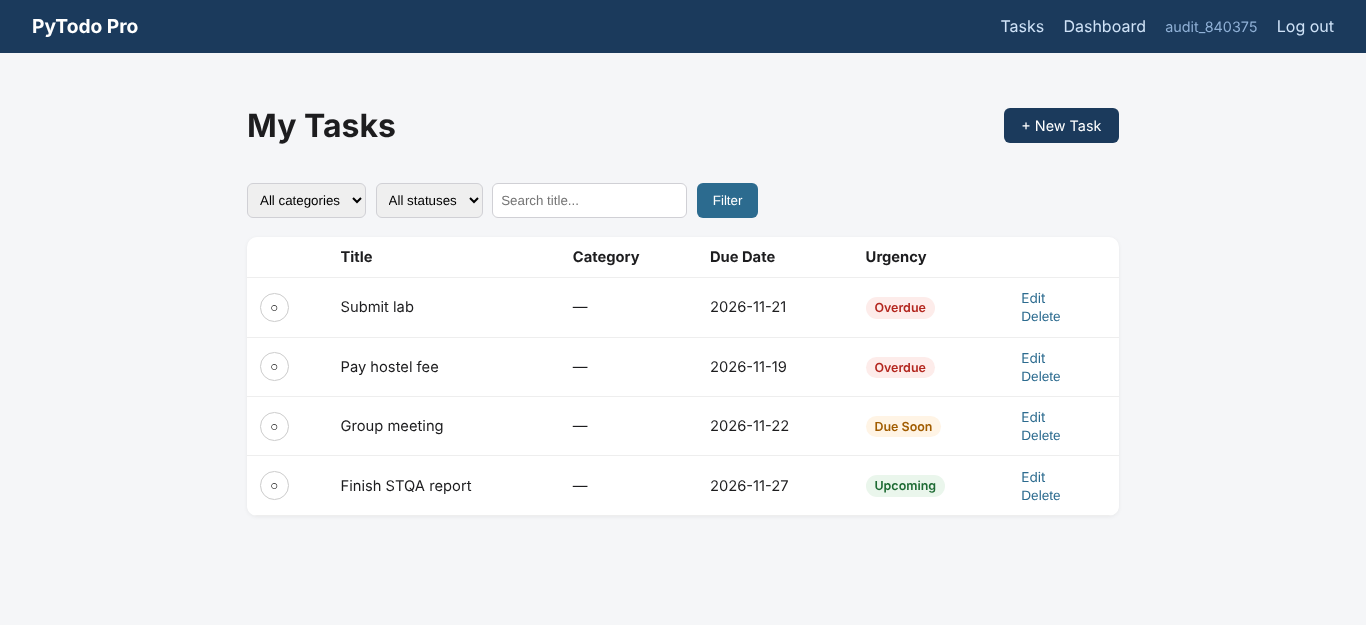 PyTodo Pro Tasks Dashboard audit_840375 Log out
My Tasks + New Task
All categories All statuses Search title... Filter
Title Category Due Date Urgency
Submit lab — 2026-11-21 Overdue Edit
Delete
Pay hostel fee — 2026-11-19 Overdue Edit
Delete
Group meeting — 2026-11-22 Due Soon Edit
Delete
Finish STQA report — 2026-11-27 Upcoming Edit
Delete